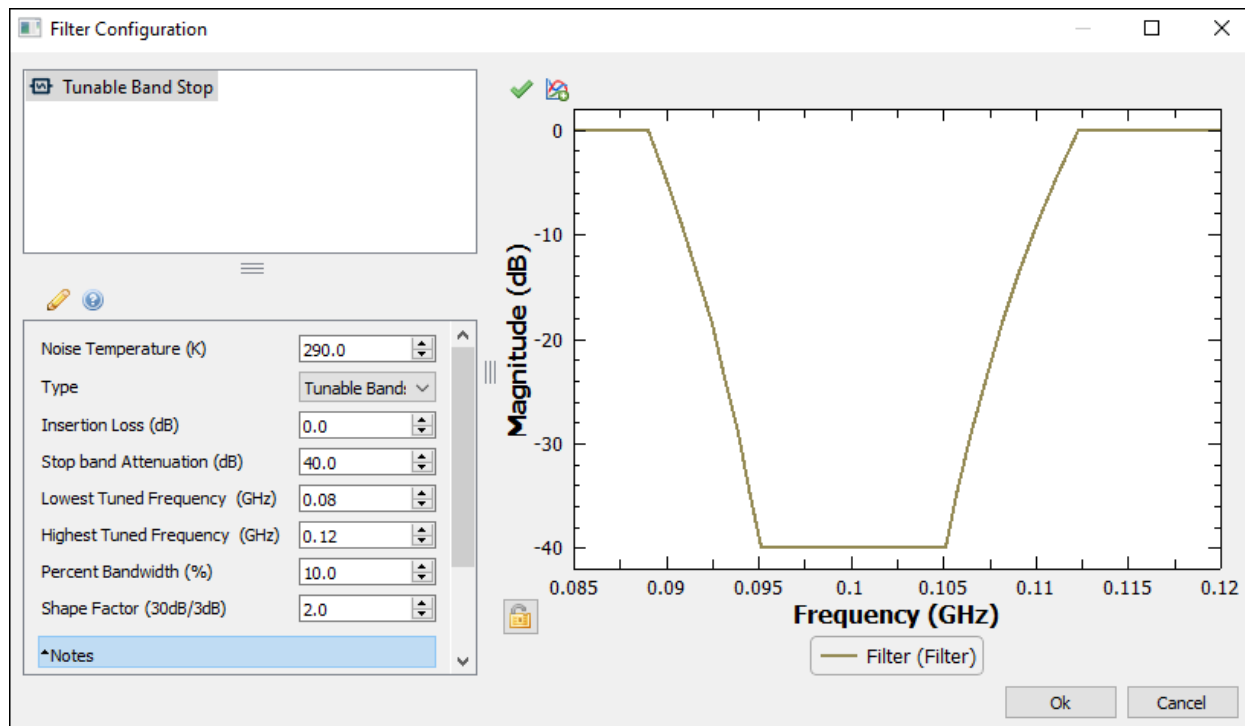 Filter Configuration
Tunable Band Stop
Noise Temperature (K) 290.0
Type Tunable Band:
Insertion Loss (dB) 0.0
Stop band Attenuation (dB) 40.0
Lowest Tuned Frequency (GHz) 0.08
Highest Tuned Frequency (GHz) 0.12
Percent Bandwidth (%) 10.0
Shape Factor (30dB/3dB) 2.0
Notes
Magnitude (dB)
0
-10
-20
-30
-40
0.085 0.09 0.095 0.1 0.105 0.11 0.115 0.12
Frequency (GHz)
Filter (Filter)
Ok Cancel